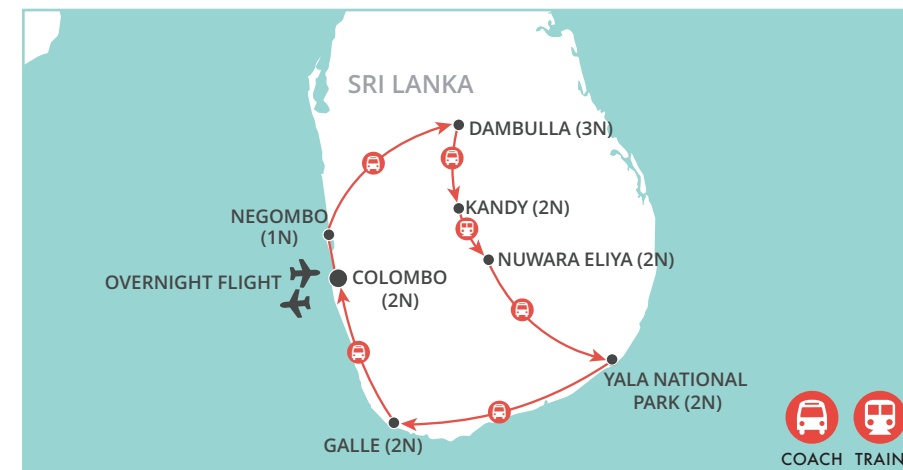 SRI LANKA
DAMBULLA (3N)
KANDY (2N)
NEGOMBO
(1N)
NUWARA ELIYA (2N)
OVERNIGHT FLIGHT
COLOMBO
(2N)
YALA NATIONAL
PARK (2N)
GALLE (2N)
COACH TRAIN